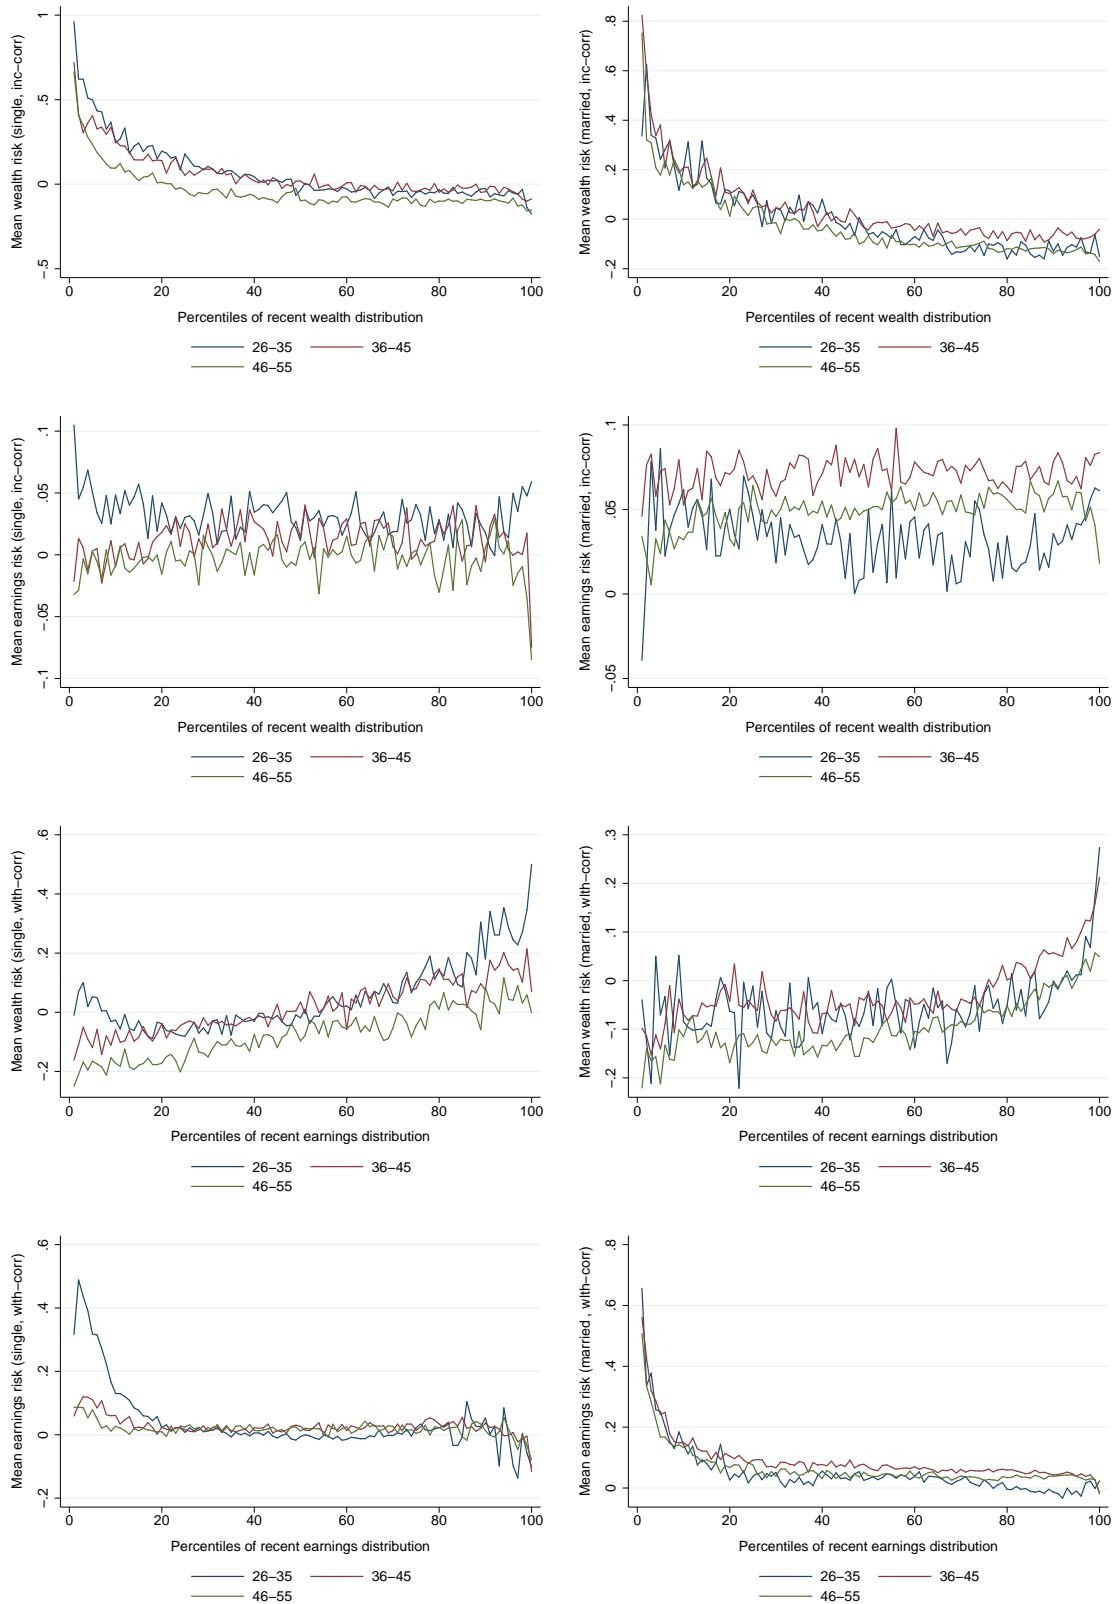 Mean wealth risk (single, inc−corr)
1
.5
0
−.5
0 20 40 60 80 100
Percentiles of recent wealth distribution
26−35 36−45
46−55
Mean wealth risk (married, inc−corr)
.8
.6
.4
.2
0
−.2
0 20 40 60 80 100
Percentiles of recent wealth distribution
26−35 36−45
46−55
Mean earnings risk (single, inc−corr)
.1
.05
0
−.05
−.1
0 20 40 60 80 100
Percentiles of recent wealth distribution
26−35 36−45
46−55
Mean earnings risk (married, inc−corr)
.1
.05
0
−.05
0 20 40 60 80 100
Percentiles of recent wealth distribution
26−35 36−45
46−55
Mean wealth risk (single, wlth−corr)
.6
.4
.2
0
−.2
0 20 40 60 80 100
Percentiles of recent earnings distribution
26−35 36−45
46−55
Mean wealth risk (married, wlth−corr)
.3
.2
.1
0
−.1
−.2
0 20 40 60 80 100
Percentiles of recent earnings distribution
26−35 36−45
46−55
Mean earnings risk (single, wlth−corr)
.6
.4
.2
0
−.2
0 20 40 60 80 100
Percentiles of recent earnings distribution
26−35 36−45
46−55
Mean earnings risk (married , wlth−corr)
.8
.6
.4
.2
0
0 20 40 60 80 100
Percentiles of recent earnings distribution
26−35 36−45
46−55